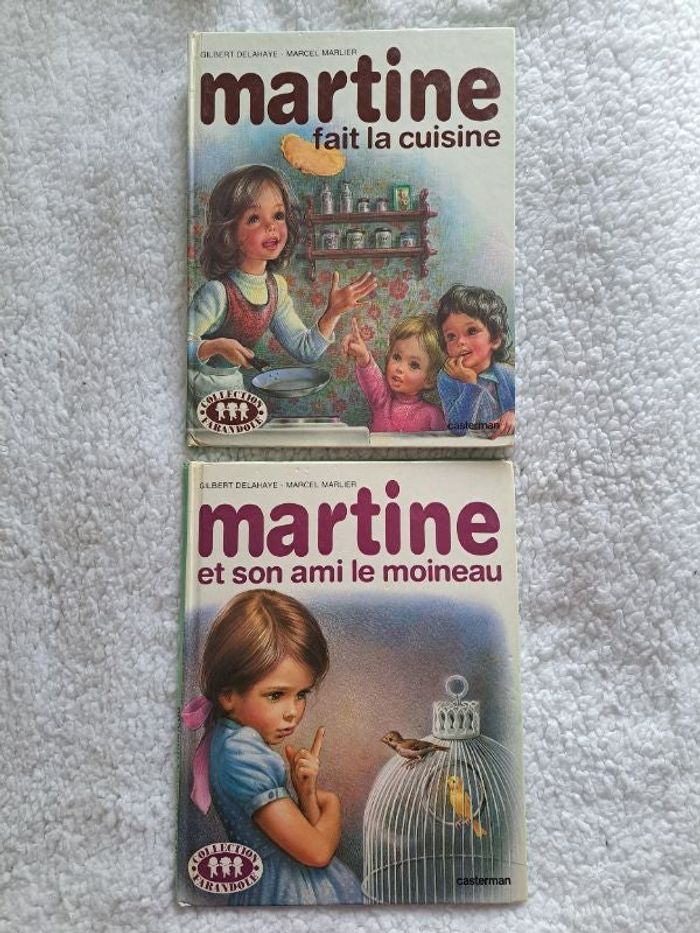 GILBERT DELAHAYE - MARCEL MARLIER
martine
fait la cuisine
COLLECTION
FARANDOLE
casterman
GILBERT DELAHAYE - MARCEL MARLIER
martine
et son ami le moineau
COLLECTION
FARANDOLE
casterman